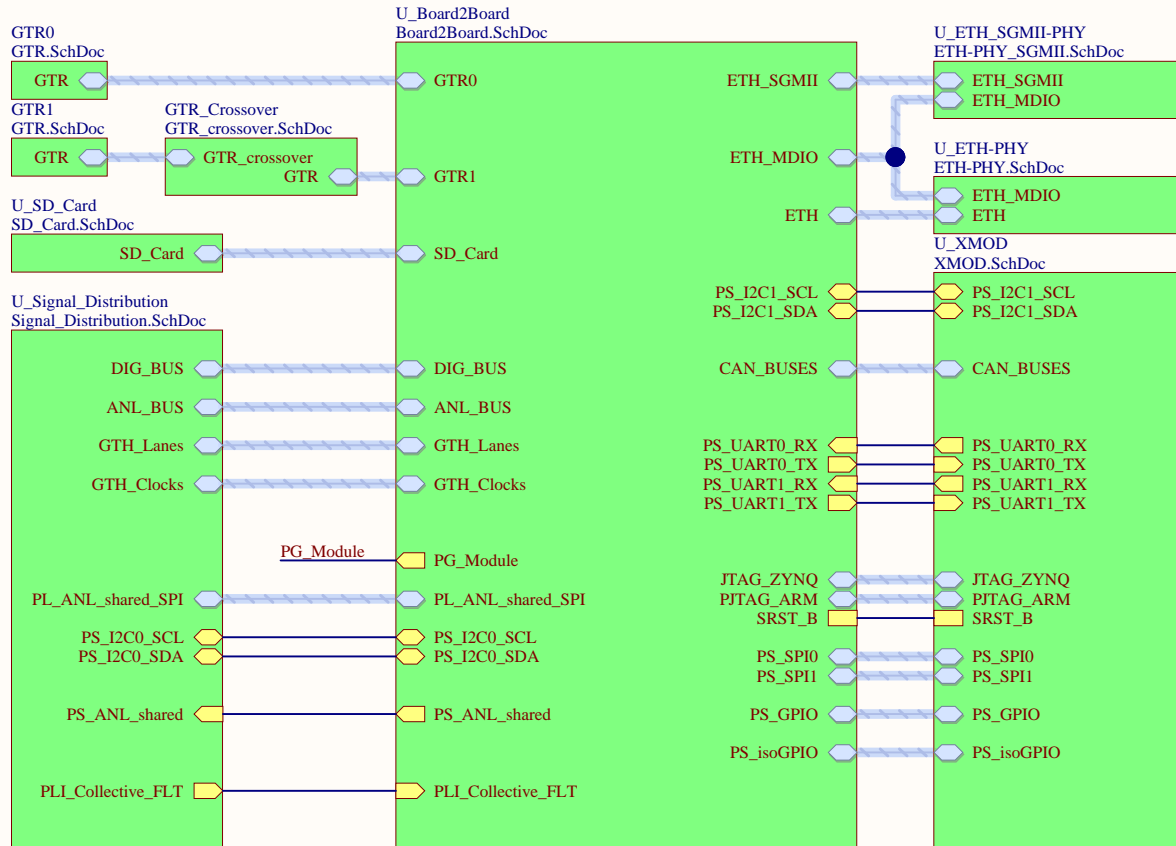 GTR0
GTR.SchDoc
GTR
GTR1
GTR.SchDoc
GTR
GTR_Crossover
GTR_crossover.SchDoc
GTR_crossover
GTR
U_SD_Card
SD_Card.SchDoc
SD_Card
U_Signal_Distribution
Signal_Distribution.SchDoc
DIG_BUS
ANL_BUS
GTH_Lanes
GTH_Clocks
PL_ANL_shared_SPI
PS_I2C0_SCL
PS_I2C0_SDA
PS_ANL_shared
PLI_Collective_FLT
PG_Module
U_Board2Board
Board2Board.SchDoc
GTR0
GTR1
SD_Card
DIG_BUS
ANL_BUS
GTH_Lanes
GTH_Clocks
PG_Module
PL_ANL_shared_SPI
PS_I2C0_SCL
PS_I2C0_SDA
PS_ANL_shared
PLI_Collective_FLT
ETH_SGMII
ETH_MDIO
ETH
PS_I2C1_SCL
PS_I2C1_SDA
CAN_BUSES
PS_UART0_RX
PS_UART0_TX
PS_UART1_RX
PS_UART1_TX
JTAG_ZYNQ
PJTAG_ARM
SRST_B
PS_SPI0
PS_SPI1
PS_GPIO
PS_isoGPIO
U_ETH_SGMII-PHY
ETH-PHY_SGMII.SchDoc
ETH_SGMII
ETH_MDIO
U_ETH-PHY
ETH-PHY.SchDoc
ETH_MDIO
ETH
U_XMOD
XMOD.SchDoc
PS_I2C1_SCL
PS_I2C1_SDA
CAN_BUSES
PS_UART0_RX
PS_UART0_TX
PS_UART1_RX
PS_UART1_TX
JTAG_ZYNQ
PJTAG_ARM
SRST_B
PS_SPI0
PS_SPI1
PS_GPIO
PS_isoGPIO